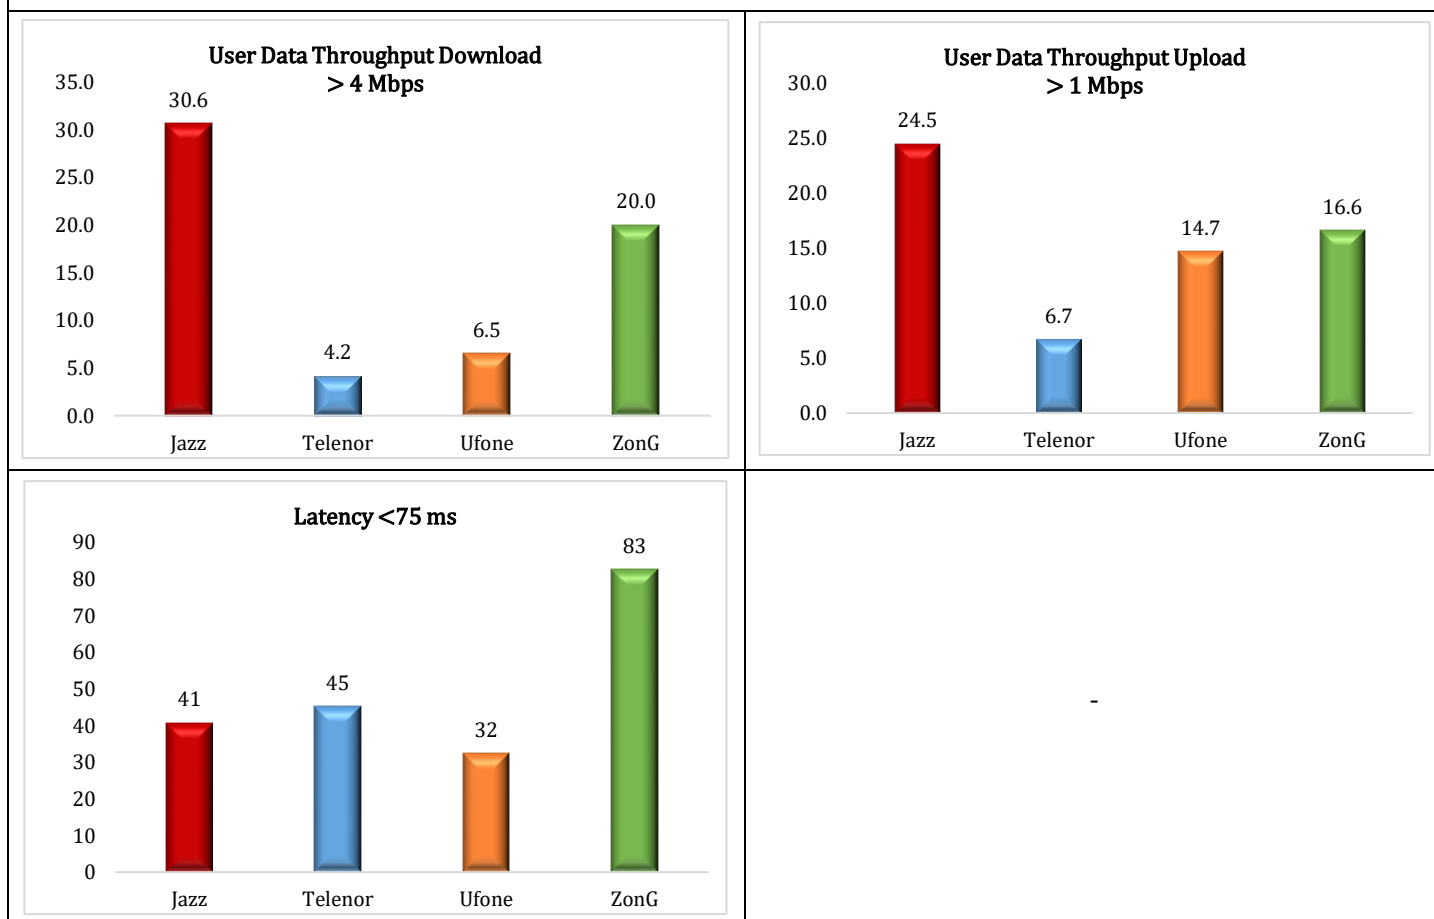 User Data Throughput Download
> 4 Mbps
35.0
30.0
25.0
20.0
15.0
10.0
5.0
0.0
30.6
4.2
6.5
20.0
Jazz
Telenor
Ufone
ZonG
User Data Throughput Upload
> 1 Mbps
30.0
25.0
20.0
15.0
10.0
5.0
0.0
24.5
6.7
14.7
16.6
Jazz
Telenor
Ufone
ZonG
Latency <75 ms
90
80
70
60
50
40
30
20
10
0
41
45
32
83
Jazz
Telenor
Ufone
ZonG
-